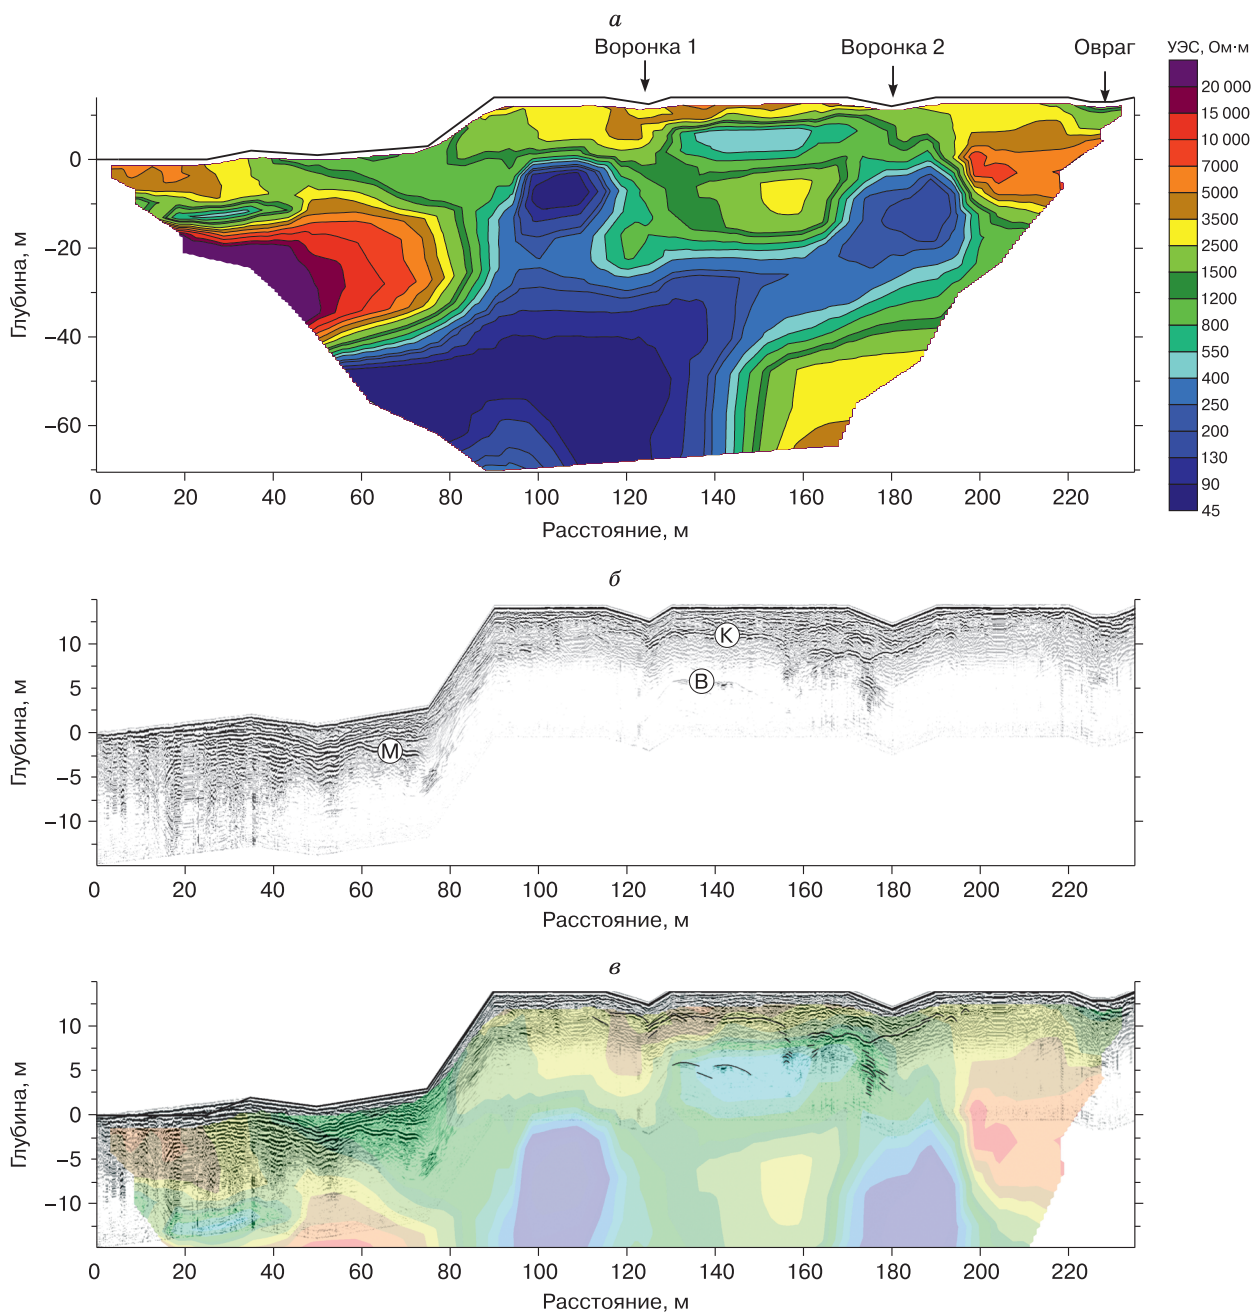 а
Воронка 1 Воронка 2 Овраг УЭС, Ом·м
20 000
15 000
10 000
7000
5000
3500
2500
1500
1200
800
550
400
250
200
130
90
45
0
−20
−40
−60
Глубина, м
0 20 40 60 80 100 120 140 160 180 200 220
Расстояние, м
б
10
5
0
−5
−10
Глубина, м
К
В
М
0 20 40 60 80 100 120 140 160 180 200 220
Расстояние, м
в
10
5
0
−5
−10
Глубина, м
0 20 40 60 80 100 120 140 160 180 200 220
Расстояние, м